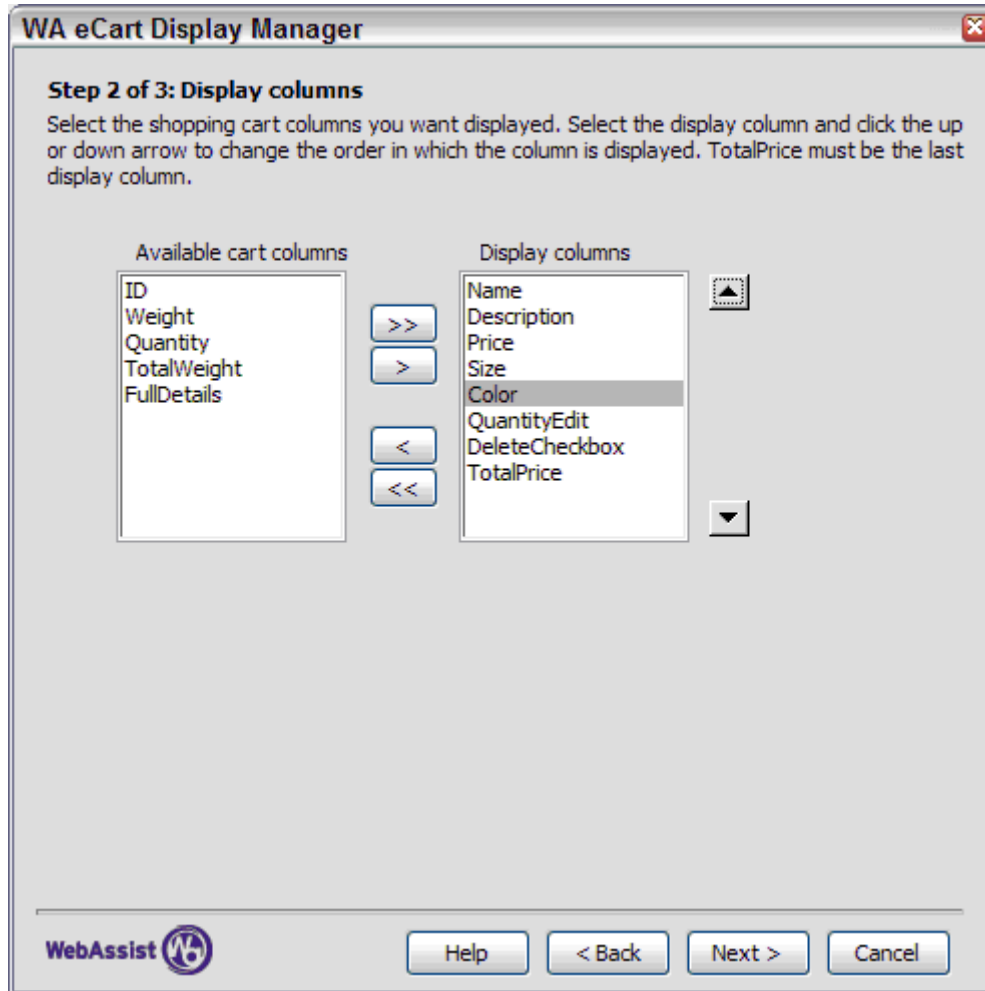 WA eCart Display Manager
Step 2 of 3: Display columns
Select the shopping cart columns you want displayed. Select the display column and click the up
or down arrow to change the order in which the column is displayed. TotalPrice must be the last
display column.
Available cart columns
ID
Weight
Quantity
TotalWeight
FullDetails
>>
>
<
<<
Display columns
Name
Description
Price
Size
Color
QuantityEdit
DeleteCheckbox
TotalPrice
WebAssist
Help
< Back
Next >
Cancel